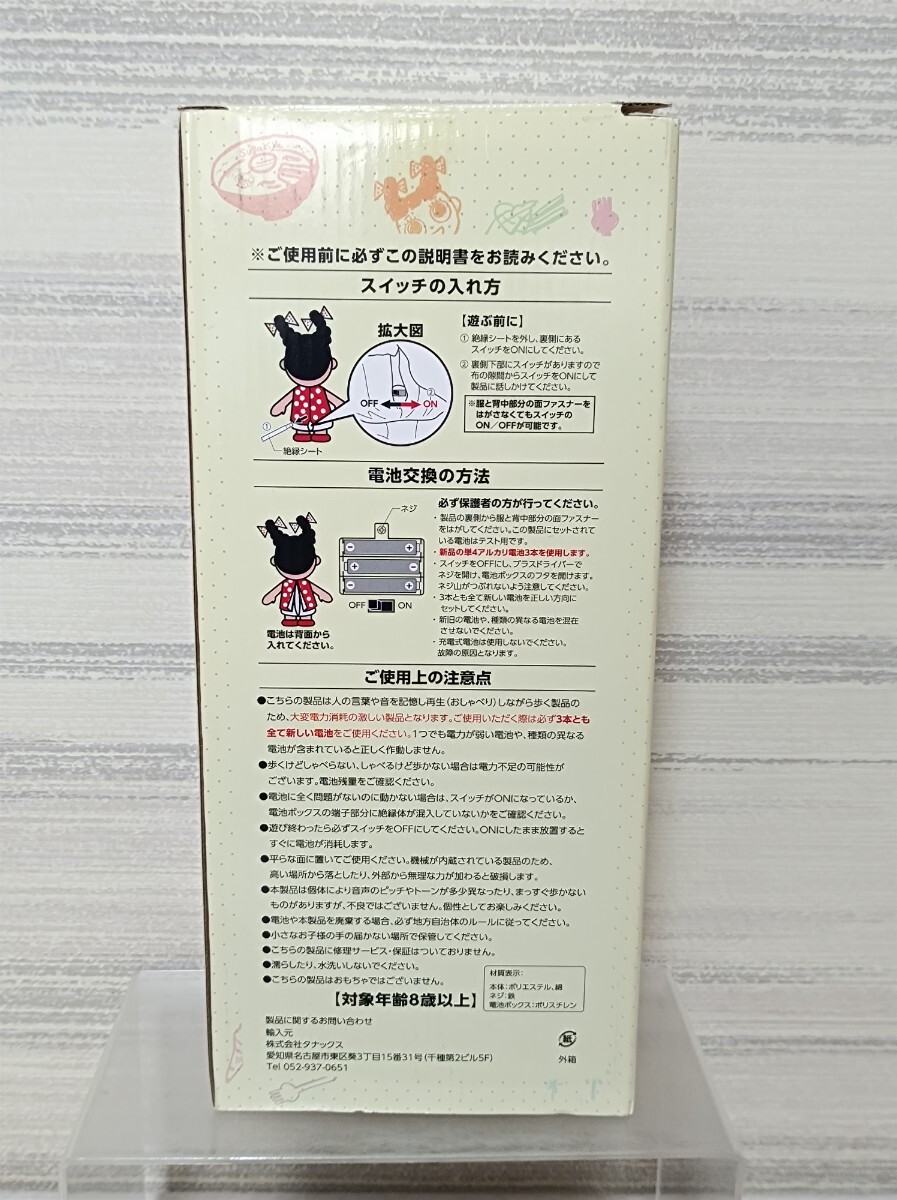 ※ご使用前に必ずこの説明書をお読みください。
スイッチの入れ方
拡大図
OFF ON
①
②
絶縁シート
【遊ぶ前に】
① 絶縁シートを外し、裏側にある
スイッチをONにしてください。
② 裏側下部にスイッチがありますので
布の隙間からスイッチをONにして
製品に話しかけてください。
※服と背中部分の面ファスナーを
はがさなくてもスイッチの
ON/OFFが可能です。
電池交換の方法
ネジ
OFF ON
電池は背面から
入れてください。
必ず保護者の方が行ってください。
・製品の裏側から服と背中部分の面ファスナー
をはがしてください。この製品にセットされて
いる電池はテスト用です。
・新品の単4アルカリ電池3本を使用します。
・スイッチをOFFにし、プラスドライバーで
ネジを開け、電池ボックスのフタを開けます。
ネジ山がつぶれないよう注意してください。
・3本とも全て新しい電池を正しい方向に
セットしてください。
・新旧の電池や、種類の異なる電池を混在
させないでください。
・充電式電池は使用しないでください。
故障の原因となります。
ご使用上の注意点
●こちらの製品は人の言葉や音を記憶し再生(おしゃべり)しながら歩く製品の
ため、大変電力消耗の激しい製品となります。ご使用いただく際は必ず3本とも
全て新しい電池をご使用ください。1つでも電力が弱い電池や、種類の異なる
電池が含まれていると正しく作動しません。
●歩くけどしゃべらない、しゃべるけど歩かない場合は電力不足の可能性が
ございます。電池残量をご確認ください。
●電池に全く問題がないのに動かない場合は、スイッチがONになっているか、
電池ボックスの端子部分に絶縁体が混入していないかをご確認ください。
●遊び終わったら必ずスイッチをOFFにしてください。ONにしたまま放置すると
すぐに電池が消耗します。
●平らな面に置いてご使用ください。機械が内蔵されている製品のため、
高い場所から落としたり、外部から無理な力が加わると破損します。
●本製品は個体により音声のピッチやトーンが多少異なったり、まっすぐ歩かない
ものがありますが、不良ではございません。個性としてお楽しみください。
●電池や本製品を廃棄する場合、必ず地方自治体のルールに従ってください。
●小さなお子様の手の届かない場所で保管してください。
●こちらの製品に修理サービス・保証はついておりません。
●濡らしたり、水洗いしないでください。
●こちらの製品はおもちゃではございません。
【対象年齢8歳以上】
材質表示:
本体:ポリエステル、綿
ネジ:鉄
電池ボックス:ポリスチレン
製品に関するお問い合わせ
輸入元
株式会社タナックス
愛知県名古屋市東区葵3丁目15番31号(千種第2ビル5F)
Tel 052-937-0651
紙
外箱